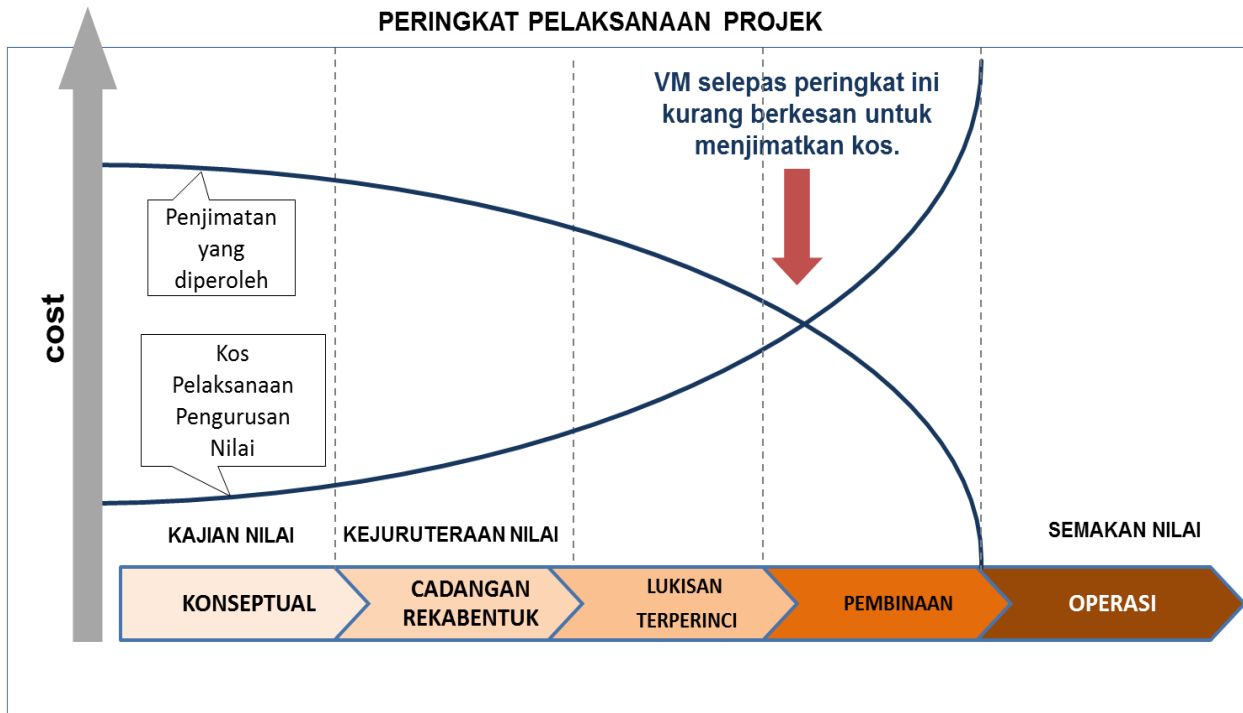 PERINGKAT PELAKSANAAN PROJEK
VM selepas peringkat ini
kurang berkesan untuk
menjimatkan kos.
Penjimatan
yang
diperoleh
cost
Kos
Pelaksanaan
Pengurusan
Nilai
KAJIAN NILAI
KEJURUTERAAN NILAI
SEMAKAN NILAI
KONSEPTUAL
CADANGAN
REKABENTUK
LUKISAN
TERPERINCI
PEMBINAAN
OPERASI